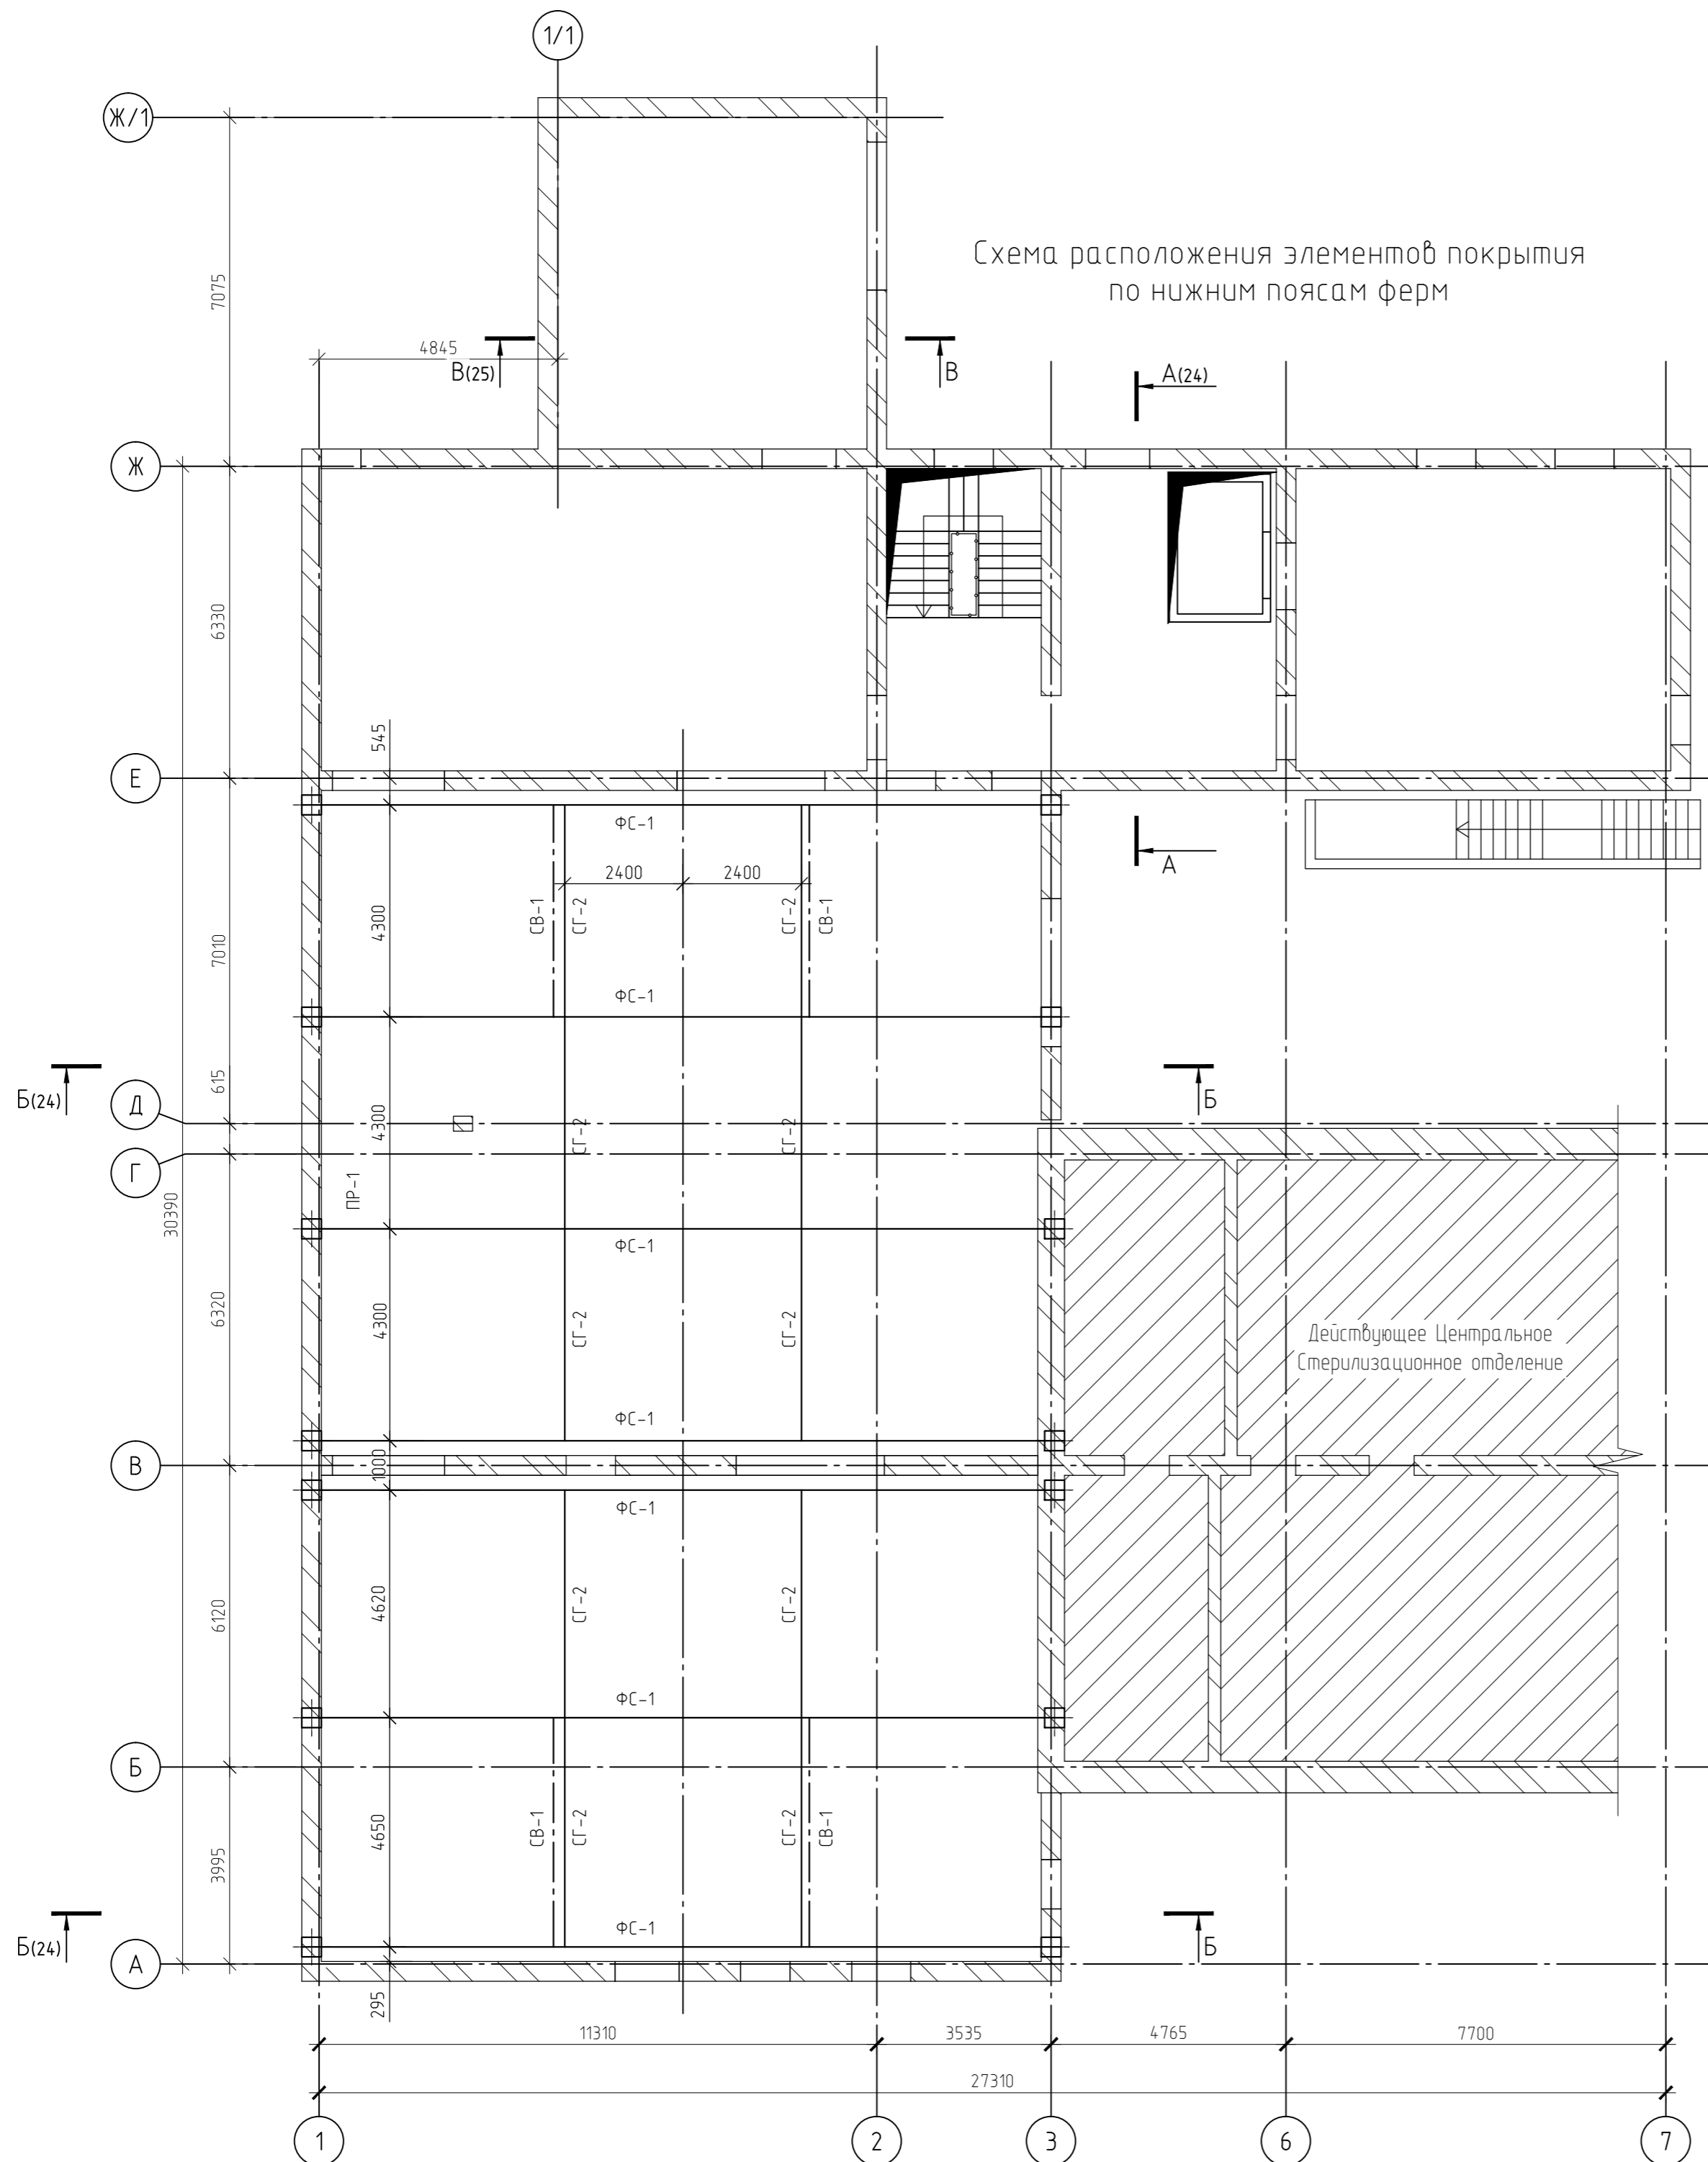 1/1
Ж/1
Схема расположения элементов покрытия
по нижним поясам ферм
7075
4845
В(25)
В
А(24)
Ж
6330
545
Е
ФС-1
А
2400
2400
СВ-1
СГ-2
СГ-2
СВ-1
4300
7010
ФС-1
Б(24)
615
Б
Д
4300
СГ-2
СГ-2
Г
ПР-1
30390
ФС-1
6320
4300
СГ-2
СГ-2
Действующее Центральное
Стерилизационное отделение
ФС-1
В
1000
ФС-1
6120
4620
СГ-2
СГ-2
ФС-1
Б
3995
4650
СВ-1
СГ-2
СГ-2
СВ-1
ФС-1
Б(24)
Б
А
295
11310
3535
4765
7700
27310
1
2
3
6
7